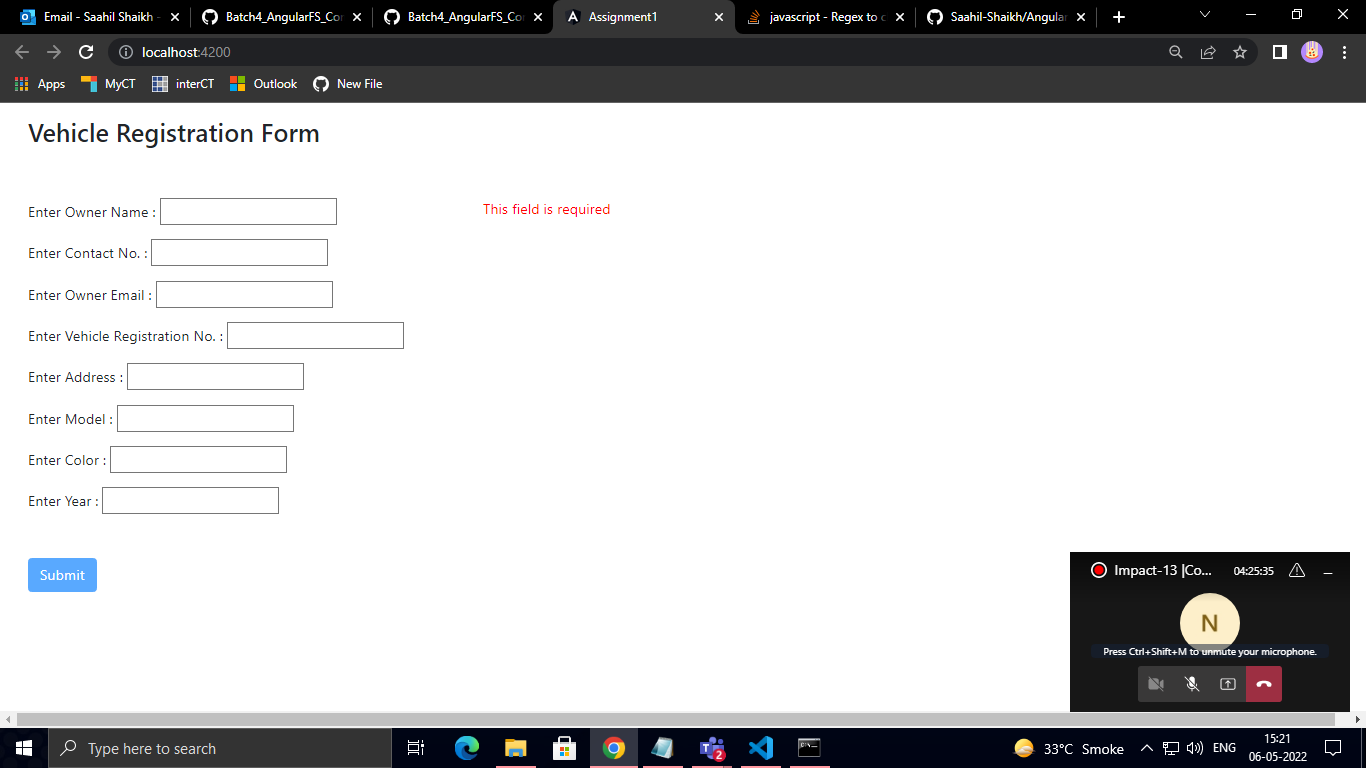 Email - Saahil Shaikh -
Batch4_AngularFS_Co
Batch4_AngularFS_Co
Assignment1
javascript - Regex to c
Saahil-Shaikh/Angular
localhost:4200
Apps
MyCT
interCT
Outlook
New File
Vehicle Registration Form
Enter Owner Name :
This field is required
Enter Contact No. :
Enter Owner Email :
Enter Vehicle Registration No. :
Enter Address :
Enter Model :
Enter Color :
Enter Year :
Submit
Impact-13 |Co... 04:25:35
N
Press Ctrl+Shift+M to unmute your microphone.
Type here to search
2
33°C Smoke
ENG
15:21
06-05-2022